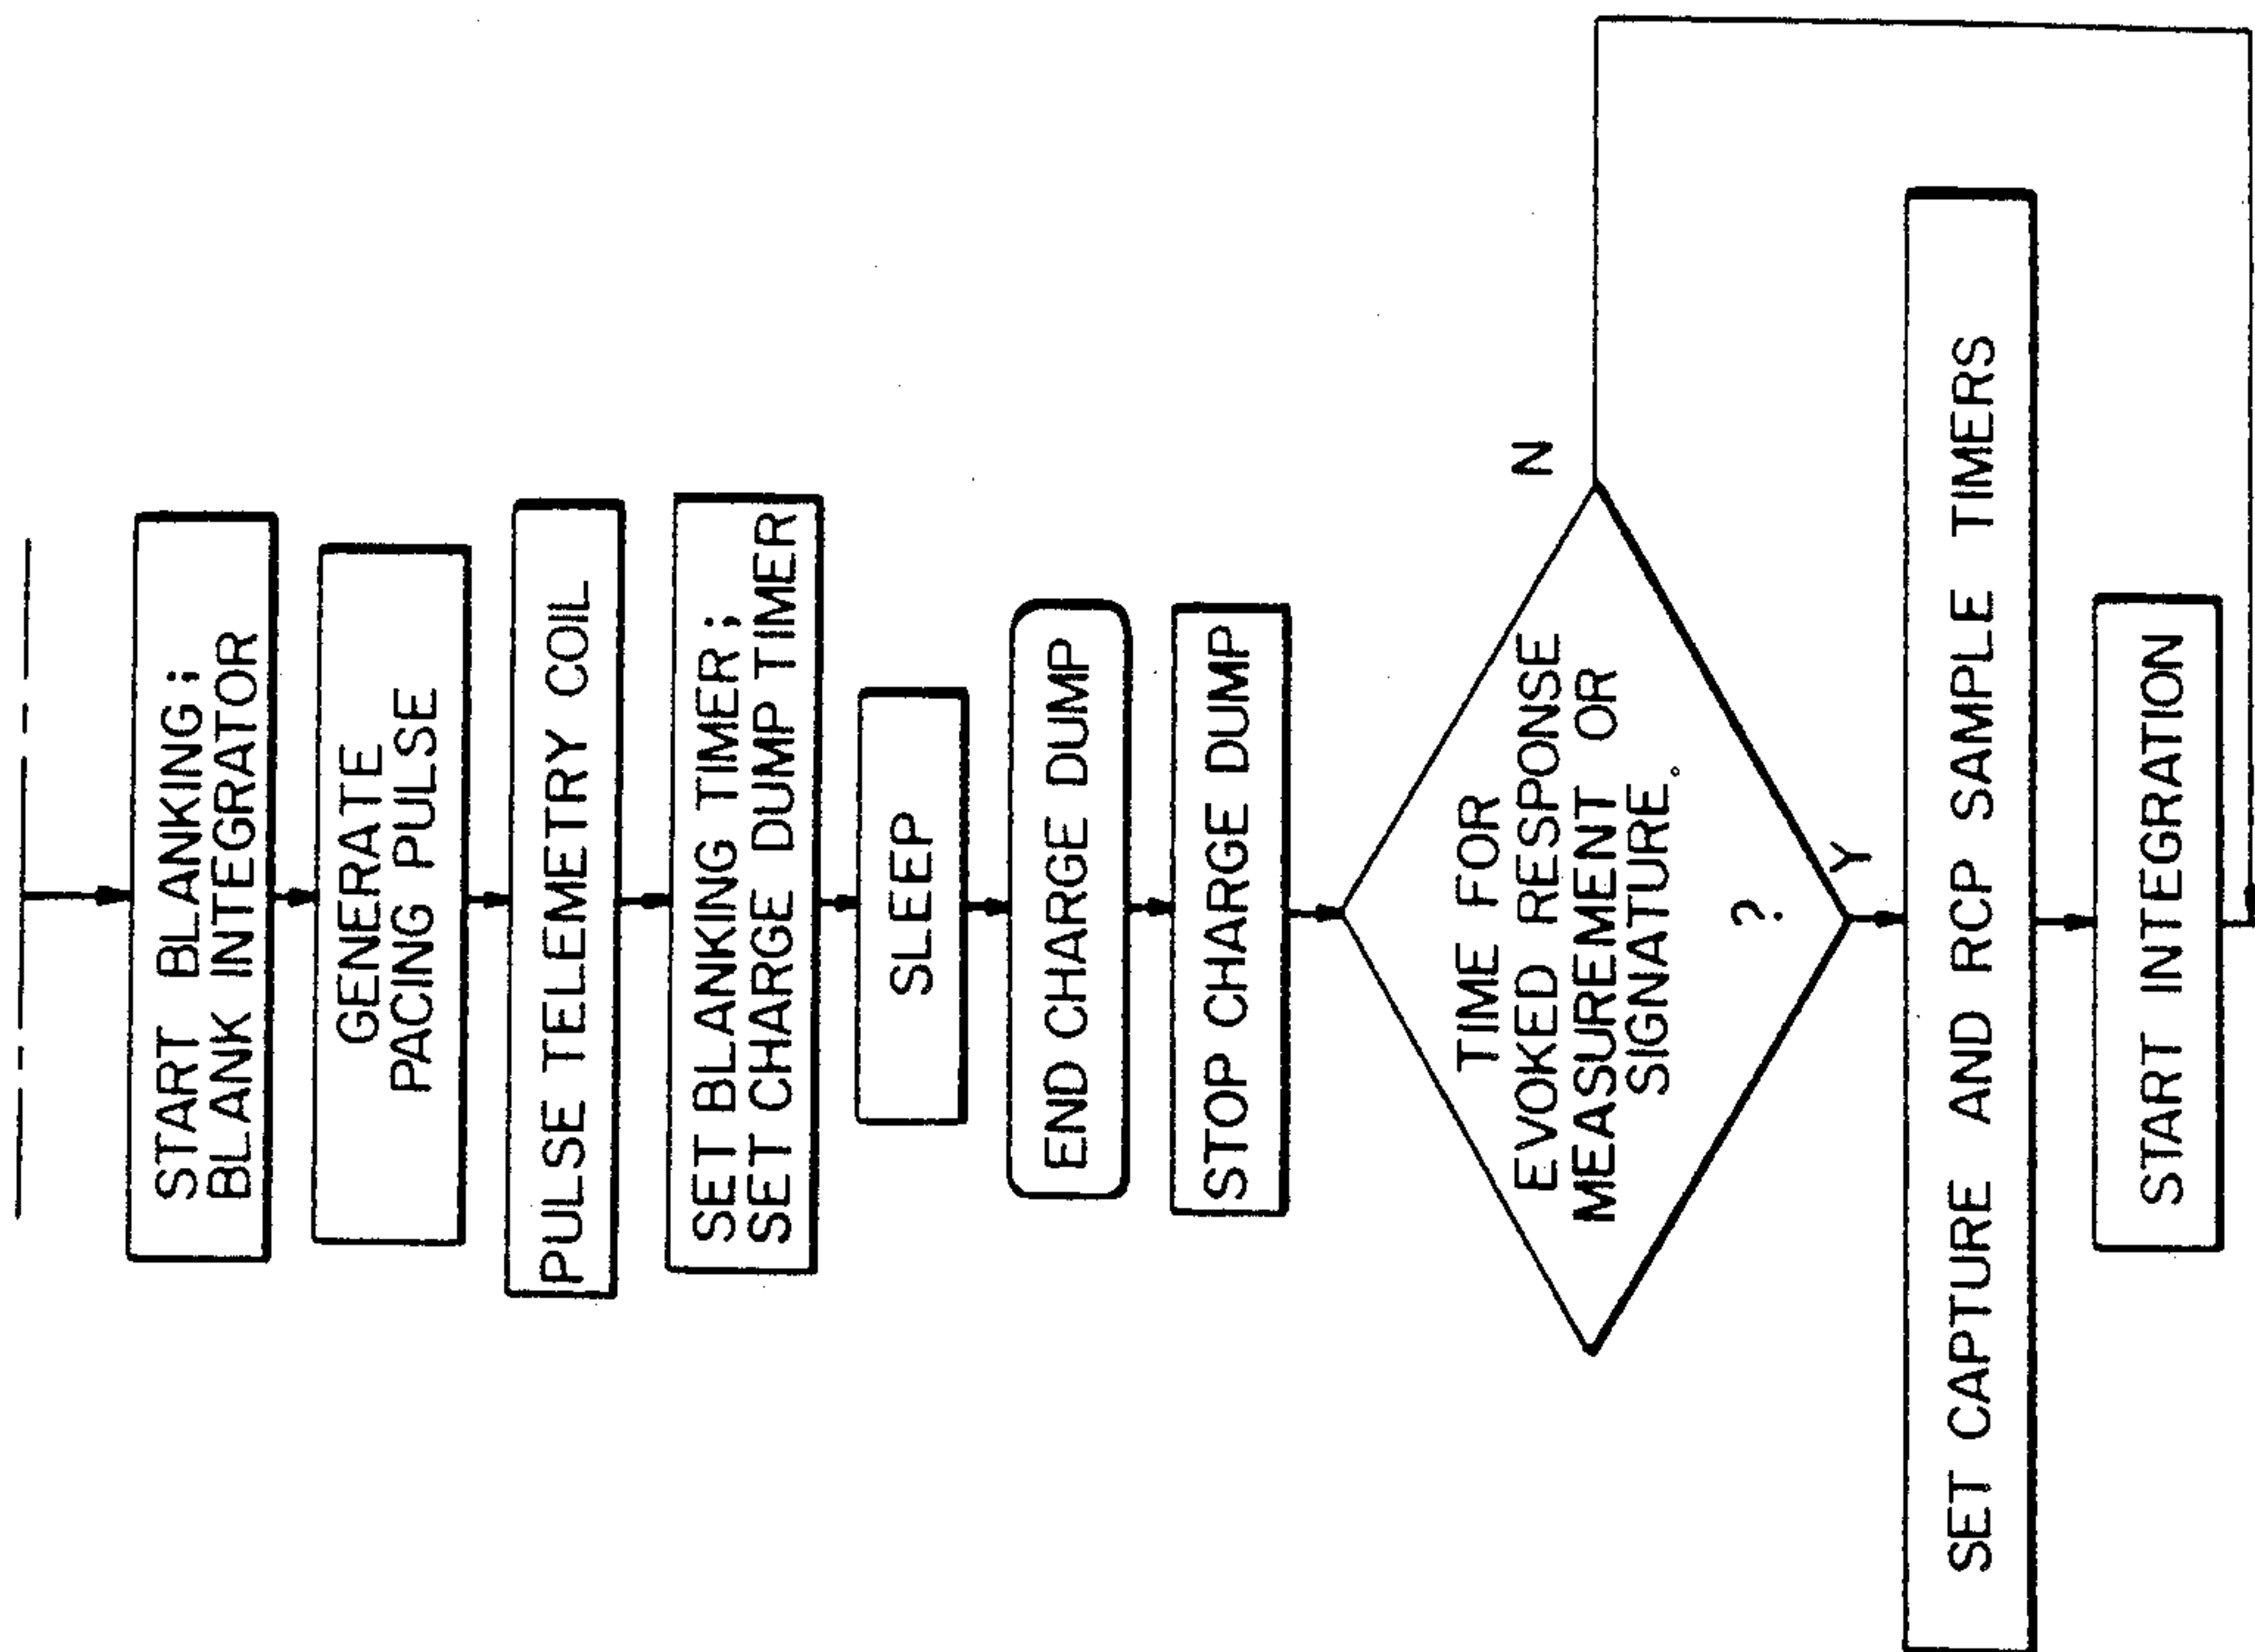 START BLANKING;
BLANK INTEGRATOR
GENERATE
PACING PULSE
PULSE TELEMETRY COIL
SET BLANKING TIMER;
SET CHARGE DUMP TIMER
SLEEP
END CHARGE DUMP
STOP CHARGE DUMP
TIME FOR
EVOKED RESPONSE
MEASUREMENT OR
SIGNATURE
?
N
Y
SET CAPTURE AND RCP SAMPLE TIMERS
START INTEGRATION